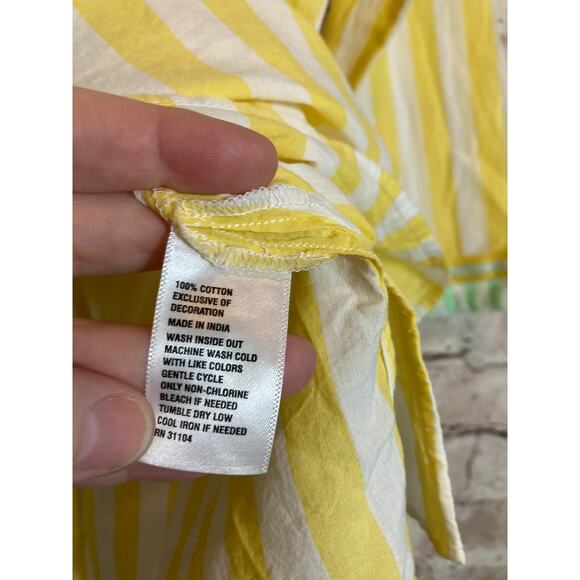 100% COTTON
EXCLUSIVE OF
DECORATION
MADE IN INDIA
WASH INSIDE OUT
MACHINE WASH COLD
WITH LIKE COLORS
GENTLE CYCLE
ONLY NON-CHLORINE
BLEACH IF NEEDED
TUMBLE DRY LOW
COOL IRON IF NEEDED
RN 31104